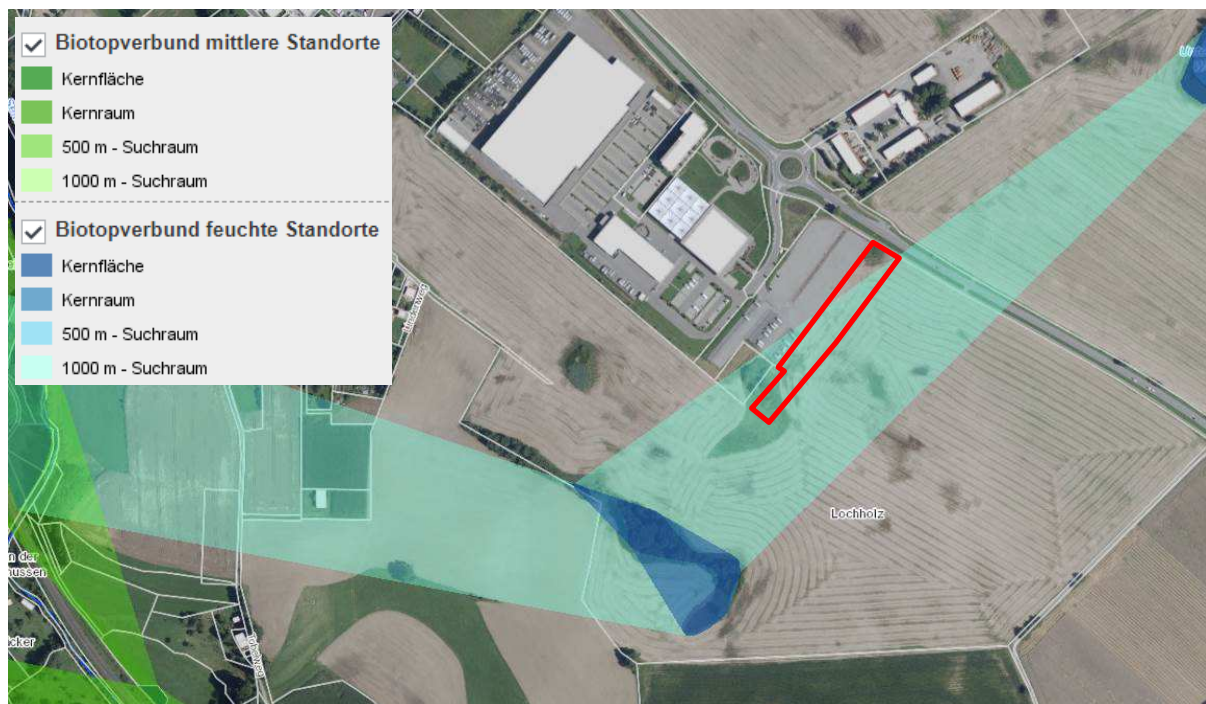 Biotopverbund mittlere Standorte
Kernfläche
Kernraum
500 m - Suchraum
1000 m - Suchraum
Biotopverbund feuchte Standorte
Kernfläche
Kernraum
500 m - Suchraum
1000 m - Suchraum
Lochholz